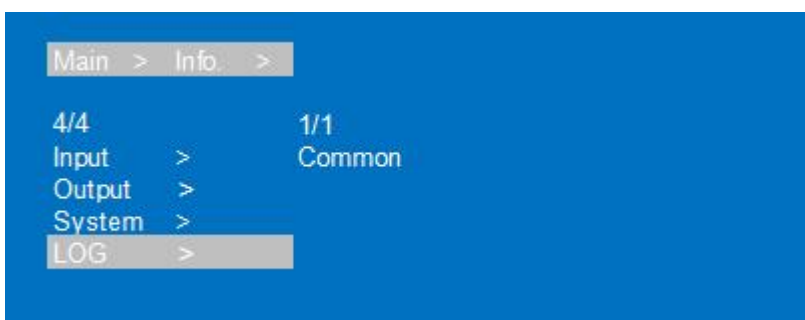 Main > Info. >
4/4 1/1
Input > Common
Output >
System >
LOG >